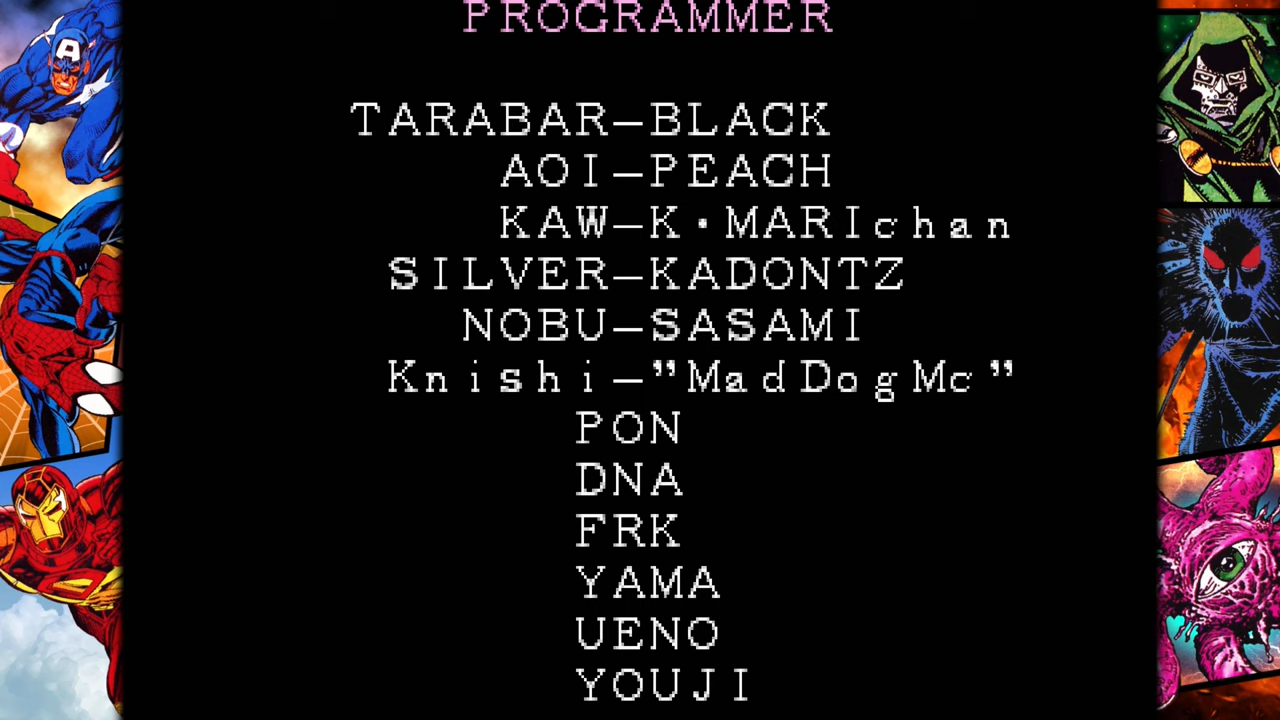 PROGRAMMER
TARABAR–BLACK
AOI–PEACH
KAW–K・MARIchan
SILVER–KADONTZ
NOBU–SASAMI
Knishi–"MadDogMc"
PON
DNA
FRK
YAMA
UENO
YOUJI